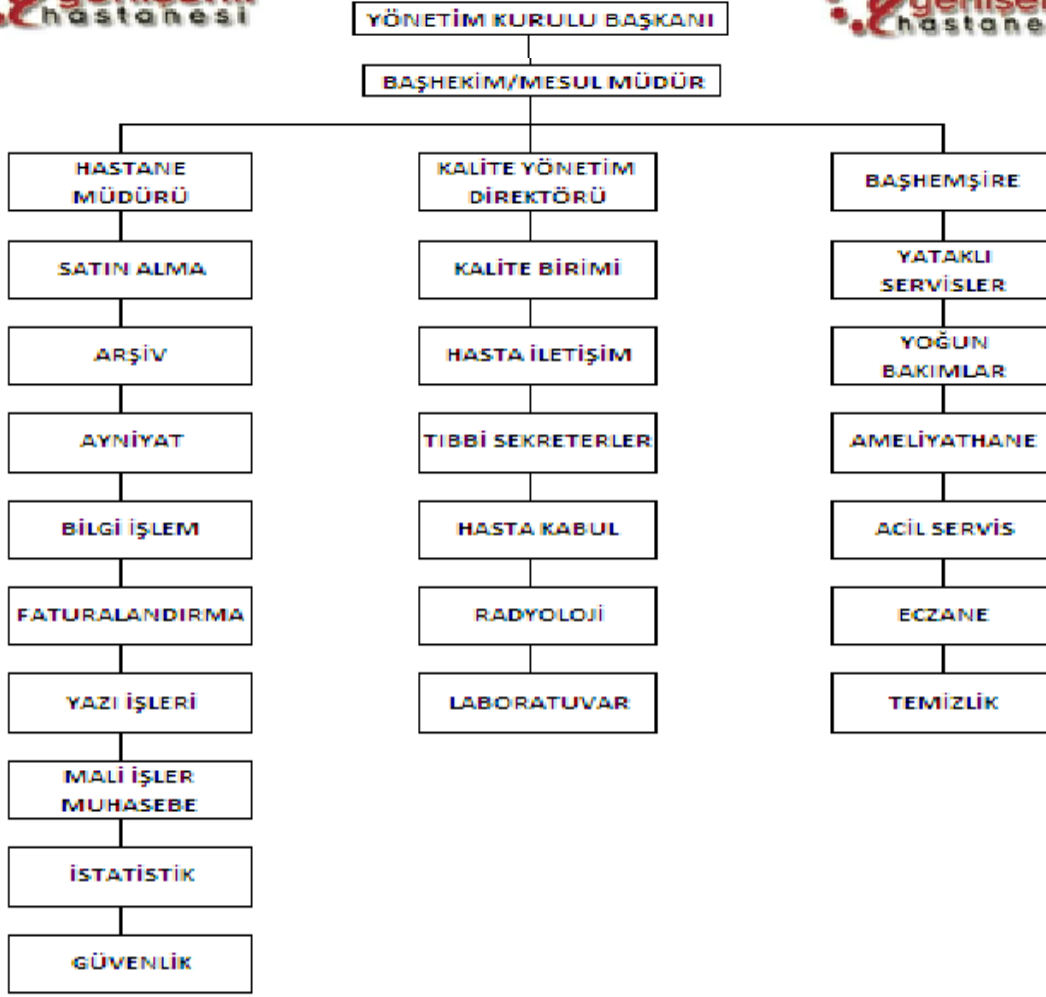 hastanesi
YÖNETİM KURULU BAŞKANI
BAŞHEKİM/MESUL MÜDÜR
HASTANE
MÜDÜRÜ
SATIN ALMA
ARŞİV
AYNİYAT
BİLGİ İŞLEM
FATURALANDIRMA
YAZI İŞLERİ
MALİ İŞLER
MUHASEBE
İSTATİSTİK
GÜVENLİK
KALİTE YÖNETİM
DİREKTÖRÜ
KALİTE BİRİMİ
HASTA İLETİŞİM
TIBBİ SEKRETERLER
HASTA KABUL
RADYOLOJİ
LABORATUVAR
BAŞHEMŞİRE
YATAKLI
SERVİSLER
YOĞUN
BAKIMLAR
AMELİYATHANE
ACİL SERVİS
ECZANE
TEMİZLİK